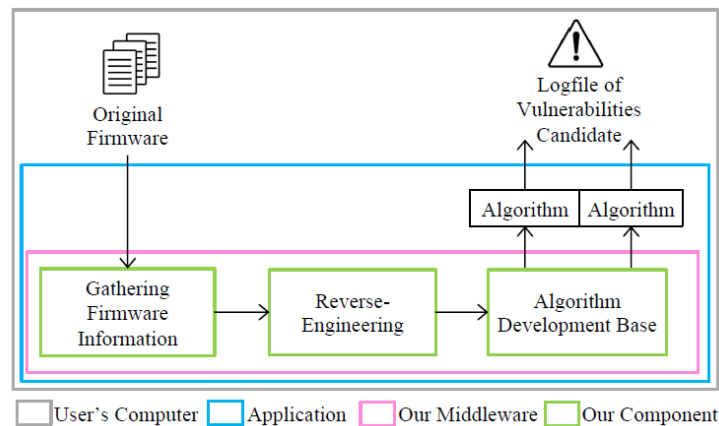 Original
Firmware
Logfile of
Vulnerabilities
Candidate
Algorithm
Algorithm
Gathering
Firmware
Information
Reverse-
Engineering
Algorithm
Development Base
User's Computer
Application
Our Middleware
Our Component